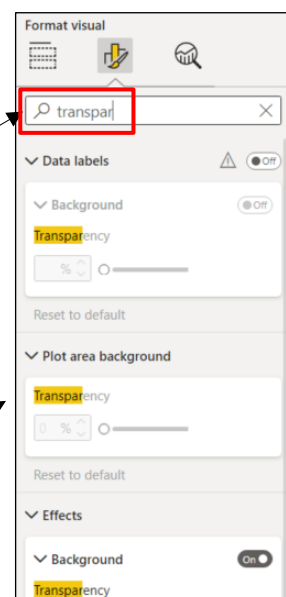 Format visual
transpar
Data labels
Off
Background
Off
Transparency
%
Reset to default
Plot area background
Transparency
0 %
Reset to default
Effects
Background
On
Transparency